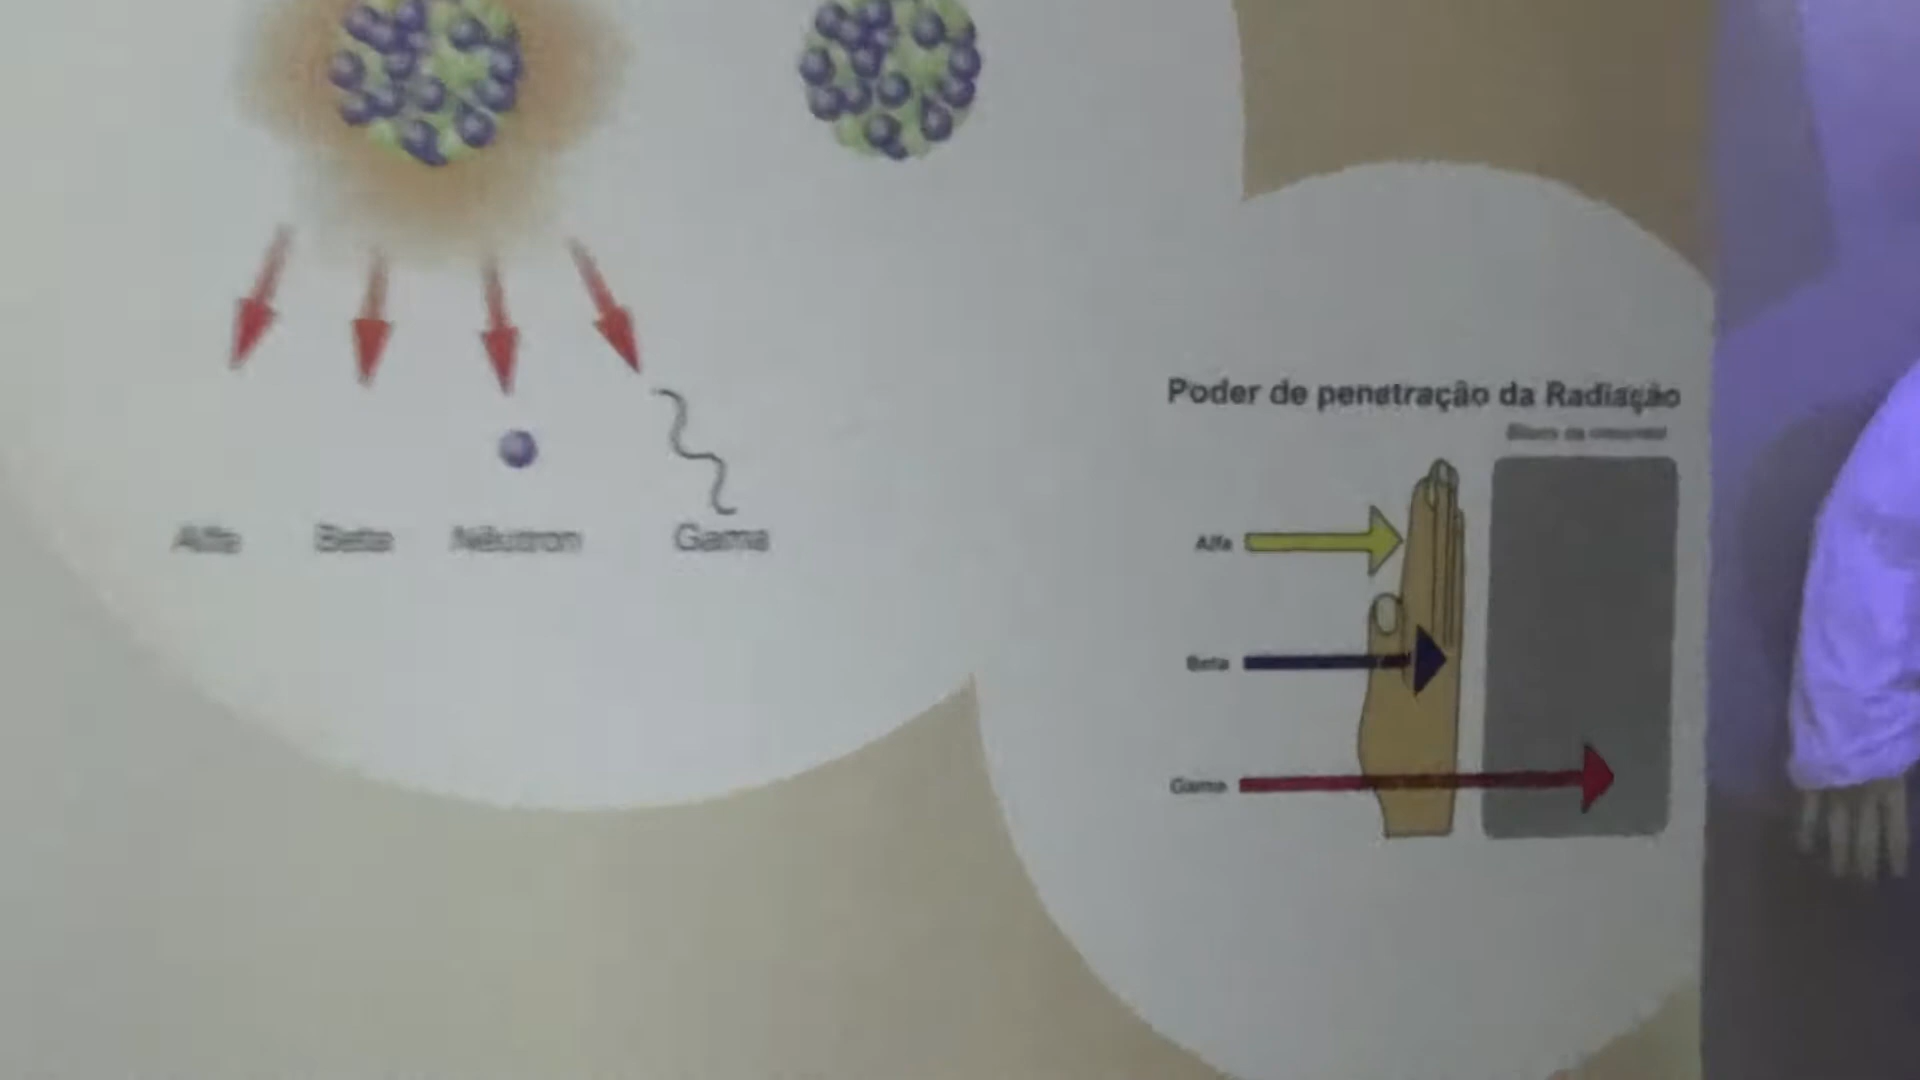 Alfa Beta Nêutron Gama
Poder de penetração da Radiação
Alfa
Beta
Gama